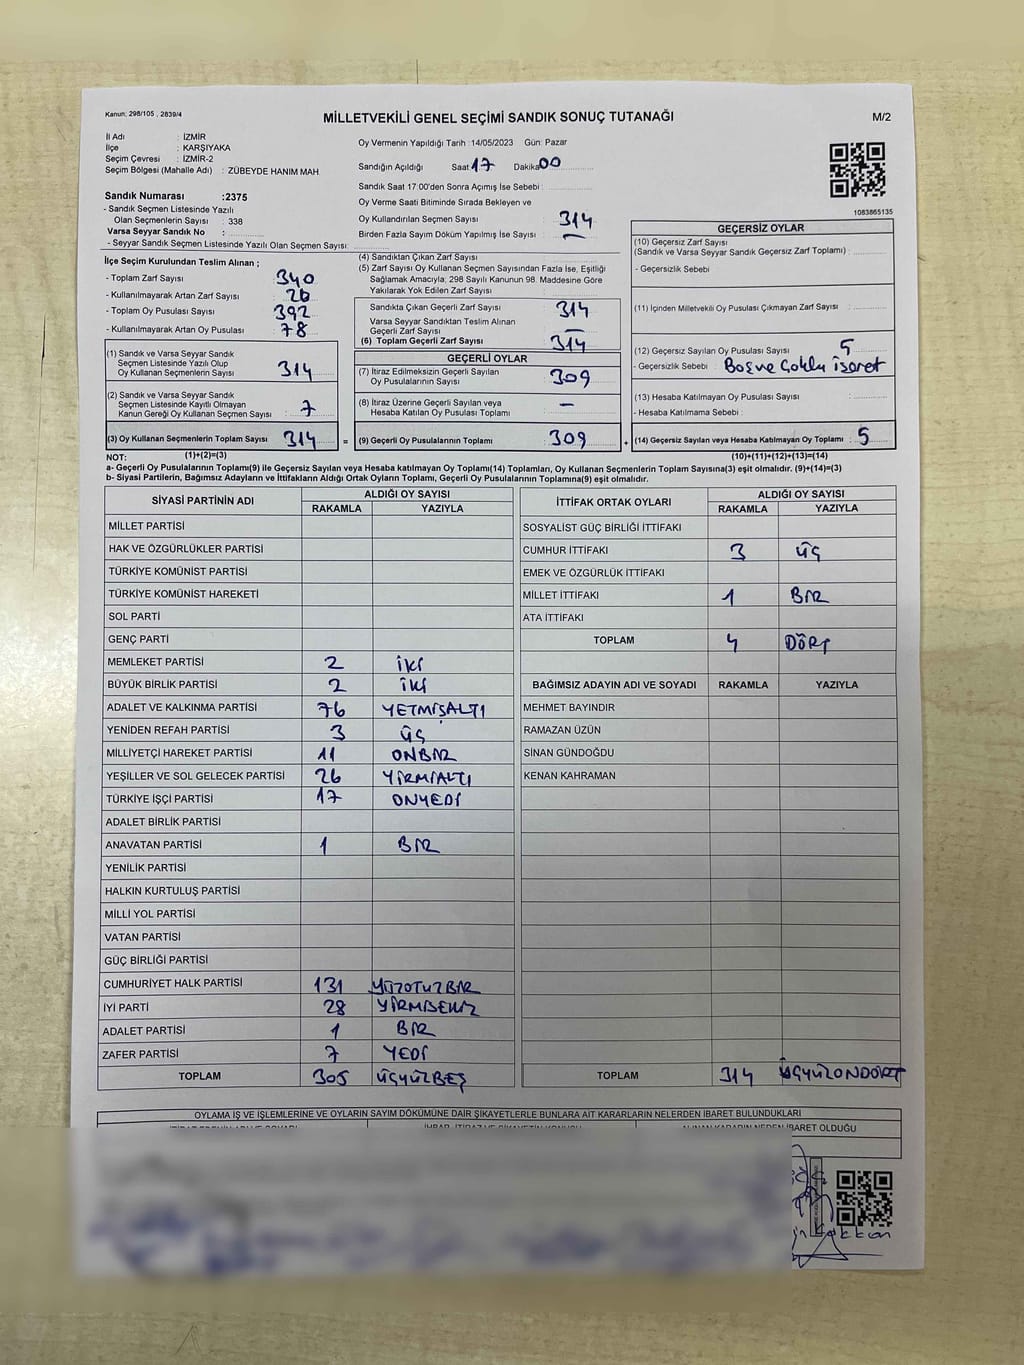 Kanun: 298/105 , 2839/4
MİLLETVEKİLİ GENEL SEÇİMİ SANDIK SONUÇ TUTANAĞI
M/2
İl Adı : İZMİR
İlçe : KARŞIYAKA
Seçim Çevresi : İZMİR-2
Seçim Bölgesi (Mahalle Adı) : ZÜBEYDE HANIM MAH
Oy Vermenin Yapıldığı Tarih :14/05/2023 Gün: Pazar
Sandığın Açıldığı Saat 17 Dakika 00
Sandık Saat 17:00'den Sonra Açımış İse Sebebi :
Oy Verme Saati Bitiminde Sırada Bekleyen ve
Oy Kullandırılan Seçmen Sayısı : 314
Birden Fazla Sayım Döküm Yapılmış İse Sayısı : —
1083865135
Sandık Numarası :2375
- Sandık Seçmen Listesinde Yazılı
Olan Seçmenlerin Sayısı : 338
Varsa Seyyar Sandık No :
- Seyyar Sandık Seçmen Listesinde Yazılı Olan Seçmen Sayısı:
İlçe Seçim Kurulundan Teslim Alınan ;
- Toplam Zarf Sayısı 340
- Kullanılmayarak Artan Zarf Sayısı 26
- Toplam Oy Pusulası 392
- Kullanılmayarak Artan Oy Pusulası 78
(1) Sandık ve Varsa Seyyar Sandık
Seçmen Listesinde Yazılı Olup
Oy Kullanan Seçmenlerin Sayısı 314
(2) Sandık ve Varsa Seyyar Sandık
Seçmen Listesinde Kayıtlı Olmayan
Kanun Gereği Oy Kullanan Seçmen Sayısı 7
(3) Oy Kullanan Seçmenlerin Toplam Sayısı 314 =
(4) Sandıktan Çıkan Zarf Sayısı :
(5) Zarf Sayısı Oy Kullanan Seçmen Sayısından Fazla İse, Eşitliği
Sağlamak Amacıyla; 298 Sayılı Kanunun 98. Maddesine Göre
Yakılarak Yok Edilen Zarf Sayısı :
Sandıkta Çıkan Geçerli Zarf Sayısı 314
Varsa Seyyar Sandıktan Teslim Alınan
Geçerli Zarf Sayısı —
(6) Toplam Geçerli Zarf Sayısı 314
GEÇERLİ OYLAR
(7) İtiraz Edilmeksizin Geçerli Sayılan
Oy Pusulalarının Sayısı 309
(8) İtiraz Üzerine Geçerli Sayılan veya
Hesaba Katılan Oy Pusulası Toplamı —
(9) Geçerli Oy Pusulalarının Toplamı 309 +
GEÇERSİZ OYLAR
(10) Geçersiz Zarf Sayısı
(Sandık ve Varsa Seyyar Sandık Geçersiz Zarf Toplamı) :
- Geçersizlik Sebebi
(11) İçinden Milletvekili Oy Pusulası Çıkmayan Zarf Sayısı :
(12) Geçersiz Sayılan Oy Pusulası Sayısı 5
- Geçersizlik Sebebi : Boş ve Çoklu İşaret
(13) Hesaba Katılmayan Oy Pusulası Sayısı :
- Hesaba Katılmama Sebebi :
(14) Geçersiz Sayılan veya Hesaba Katılmayan Oy Toplamı : 5
NOT: (1)+(2)=(3) (10)+(11)+(12)+(13)=(14)
a- Geçerli Oy Pusulalarının Toplamı(9) ile Geçersiz Sayılan veya Hesaba katılmayan Oy Toplamı(14) Toplamları, Oy Kullanan Seçmenlerin Toplam Sayısına(3) eşit olmalıdır. (9)+(14)=(3)
b- Siyasi Partilerin, Bağımsız Adayların ve İttifakların Aldığı Ortak Oyların Toplamı, Geçerli Oy Pusulalarının Toplamına(9) eşit olmalıdır.
SİYASİ PARTİNİN ADI ALDIĞI OY SAYISI
RAKAMLA YAZIYLA
MİLLET PARTİSİ
HAK VE ÖZGÜRLÜKLER PARTİSİ
TÜRKİYE KOMÜNİST PARTİSİ
TÜRKİYE KOMÜNİST HAREKETİ
SOL PARTİ
GENÇ PARTİ
MEMLEKET PARTİSİ 2 İKİ
BÜYÜK BİRLİK PARTİSİ 2 İKİ
ADALET VE KALKINMA PARTİSİ 76 YETMİŞALTI
YENİDEN REFAH PARTİSİ 3 ÜÇ
MİLLİYETÇİ HAREKET PARTİSİ 11 ONBİR
YEŞİLLER VE SOL GELECEK PARTİSİ 26 YİRMİALTI
TÜRKİYE İŞÇİ PARTİSİ 17 ONYEDİ
ADALET BİRLİK PARTİSİ
ANAVATAN PARTİSİ 1 BİR
YENİLİK PARTİSİ
HALKIN KURTULUŞ PARTİSİ
MİLLİ YOL PARTİSİ
VATAN PARTİSİ
GÜÇ BİRLİĞİ PARTİSİ
CUMHURİYET HALK PARTİSİ 131 YÜZOTUZBİR
İYİ PARTİ 28 YİRMİSEKİZ
ADALET PARTİSİ 1 BİR
ZAFER PARTİSİ 7 YEDİ
TOPLAM 305 ÜÇYÜZBEŞ
İTTİFAK ORTAK OYLARI ALDIĞI OY SAYISI
RAKAMLA YAZIYLA
SOSYALİST GÜÇ BİRLİĞİ İTTİFAKI
CUMHUR İTTİFAKI 3 ÜÇ
EMEK VE ÖZGÜRLÜK İTTİFAKI
MİLLET İTTİFAKI 1 BİR
ATA İTTİFAKI
TOPLAM 4 DÖRT
BAĞIMSIZ ADAYIN ADI VE SOYADI RAKAMLA YAZIYLA
MEHMET BAYINDIR
RAMAZAN ÜZÜN
SİNAN GÜNDOĞDU
KENAN KAHRAMAN
TOPLAM 314 ÜÇYÜZONDÖRT
OYLAMA İŞ VE İŞLEMLERİNE VE OYLARIN SAYIM DÖKÜMÜNE DAİR ŞİKAYETLERLE BUNLARA AİT KARARLARIN NELERDEN İBARET BULUNDUKLARI
ALINAN KARARIN NEDEN İBARET OLDUĞU